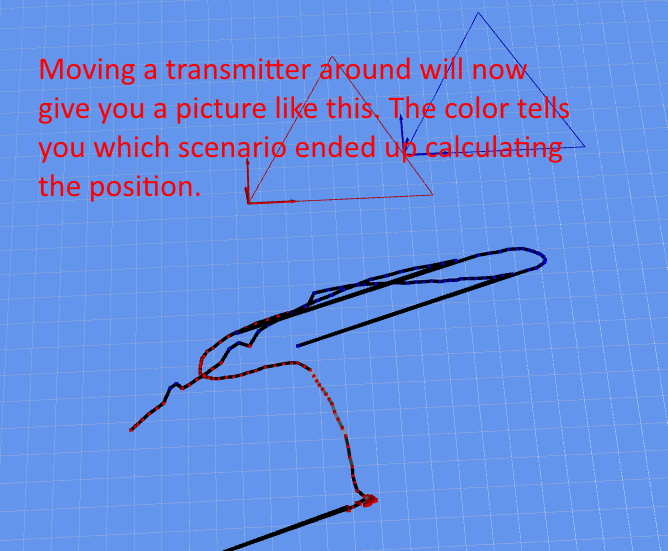 Moving a transmitter around will now
give you a picture like this. The color tells
you which scenario ended up calculating
the position.